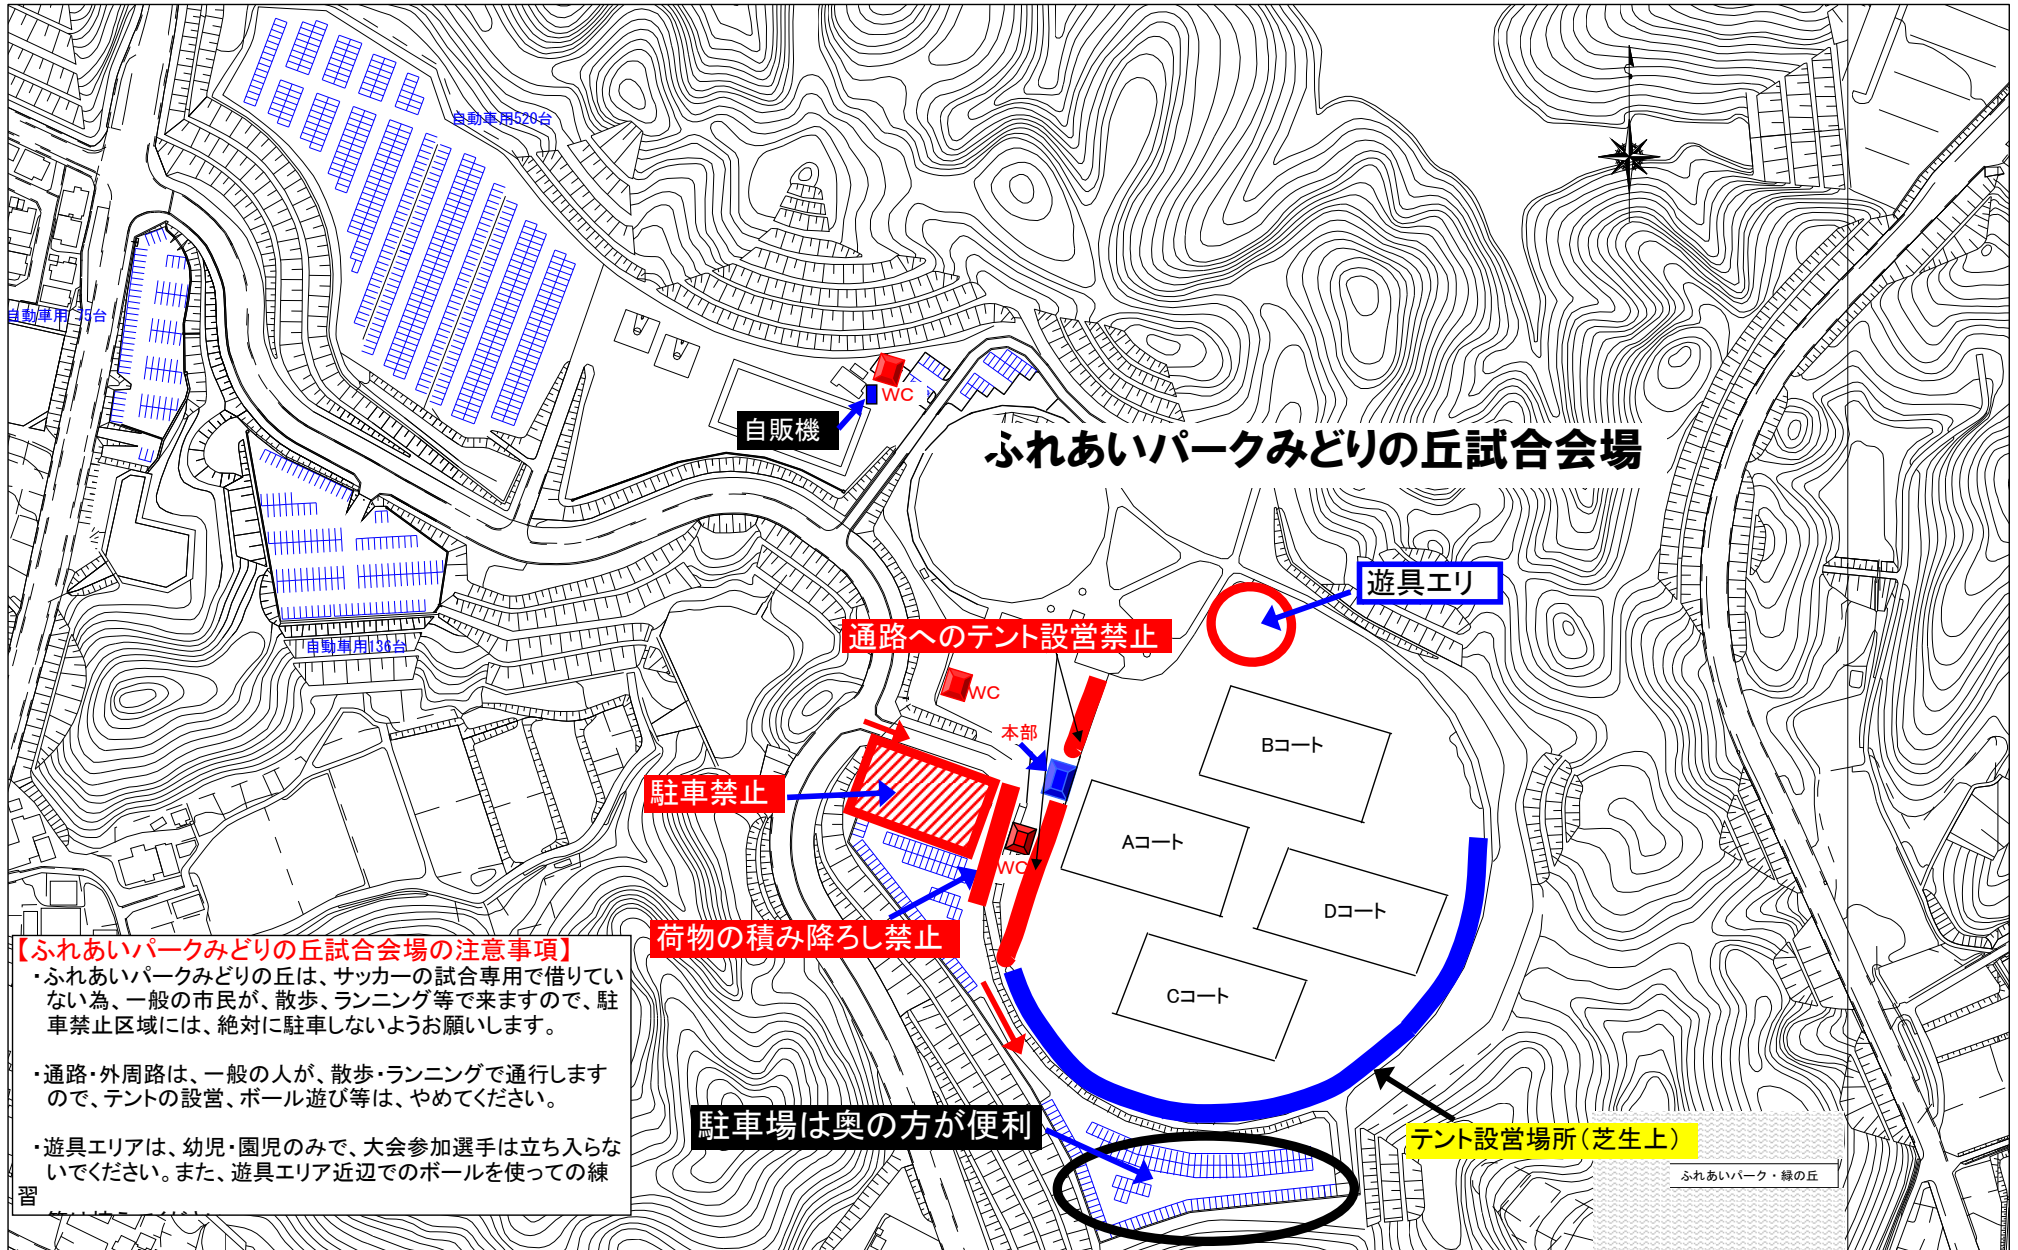 自動車用520台
自動車用 75台
WC
自販機
ふれあいパークみどりの丘試合会場
遊具エリ
自動車用136台
通路へのテント設営禁止
WC
本部
Bコート
駐車禁止
Aコート
WC
Dコート
荷物の積み降ろし禁止
Cコート
【ふれあいパークみどりの丘試合会場の注意事項】
・ふれあいパークみどりの丘は、サッカーの試合専用で借りてい
ない為、一般の市民が、散歩、ランニング等で来ますので、駐
車禁止区域には、絶対に駐車しないようお願いします。
・通路・外周路は、一般の人が、散歩・ランニングで通行します
ので、テントの設営、ボール遊び等は、やめてください。
・遊具エリアは、幼児・園児のみで、大会参加選手は立ち入らな
いでください。また、遊具エリア近辺でのボールを使っての練
習
駐車場は奥の方が便利
テント設営場所（芝生上）
ふれあいパーク・緑の丘